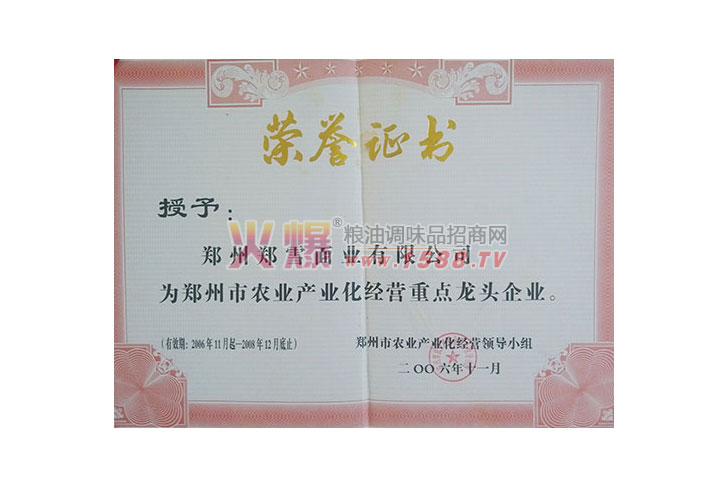 荣誉证书
授予：
火爆®粮油调味品招商网
www.1588.TV
郑州郑雪面业有限公司
为郑州市农业产业化经营重点龙头企业。
（有效期：2006年11月起—2008年12月底止）
郑州市农业产业化经营领导小组
二〇〇六年十一月